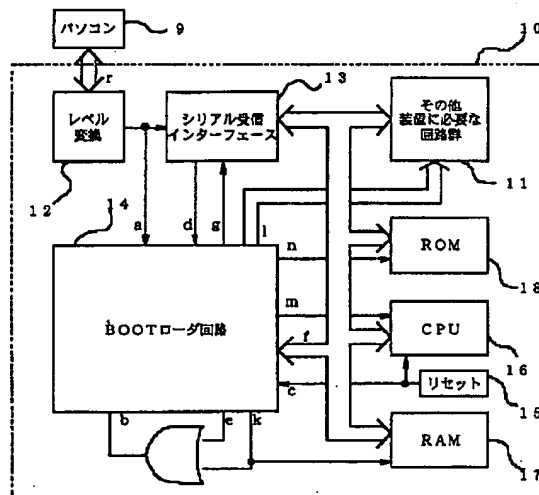 パソコン
9
10
r
13
レベル
変換
シリアル受信
インターフェース
その他
装置に必要な
回路群
12
14
11
a
d
g
l
n
ROM
18
m
BOOTローダ回路
f
CPU
16
c
リセット
15
b
e
k
RAM
17